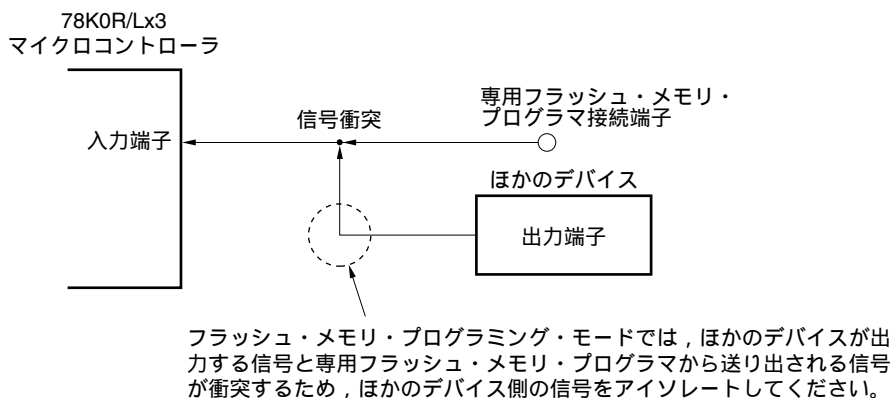 78K0R/Lx3
マイクロコントローラ
入力端子
信号衝突
専用フラッシュ・メモリ・
プログラマ接続端子
ほかのデバイス
出力端子
フラッシュ・メモリ・プログラミング・モードでは，ほかのデバイスが出
力する信号と専用フラッシュ・メモリ・プログラマから送り出される信号
が衝突するため，ほかのデバイス側の信号をアイソレートしてください。